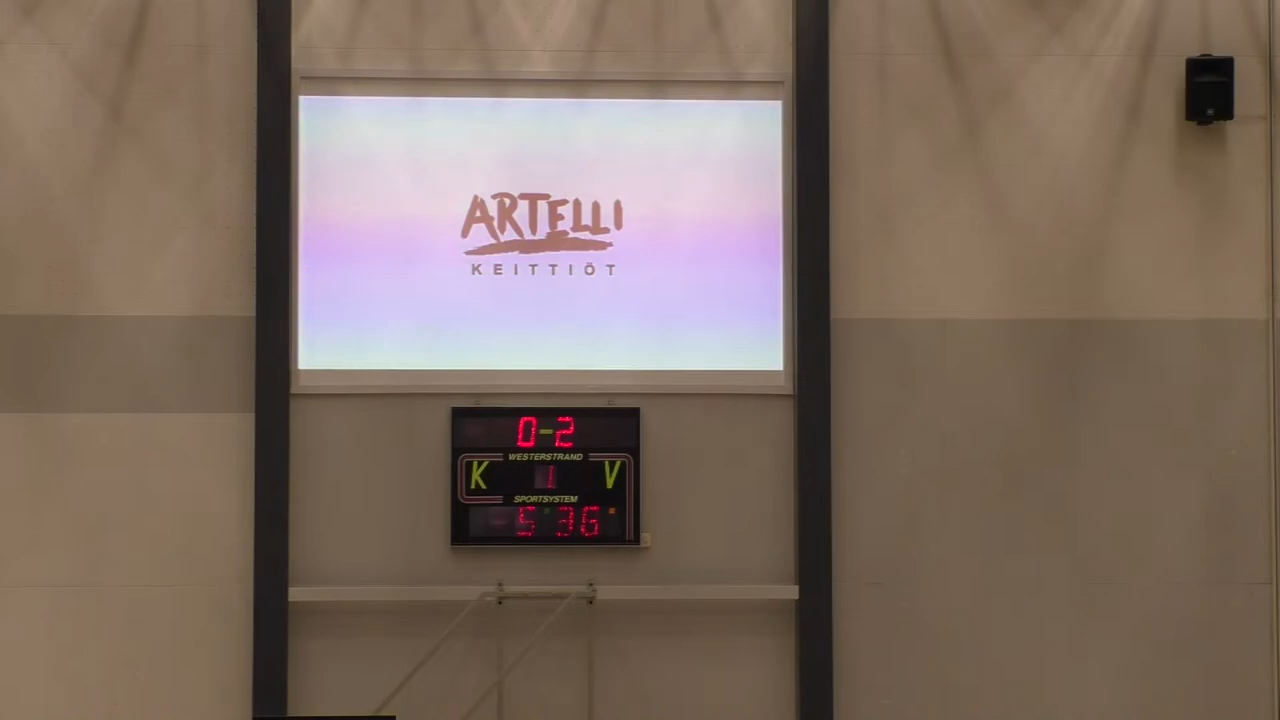 ARTELLI
KEITTIÖT
0-2
WESTERSTRAND
K 1 V
SPORTSYSTEM
5 36